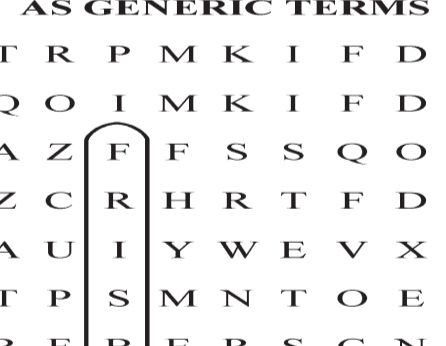 AS GENERIC TERMS
T R P M K I F D
Q O I M K I F D
A Z F F S S Q O
Z C R H R T F D
A U I Y W E V X
T P S M N T O E